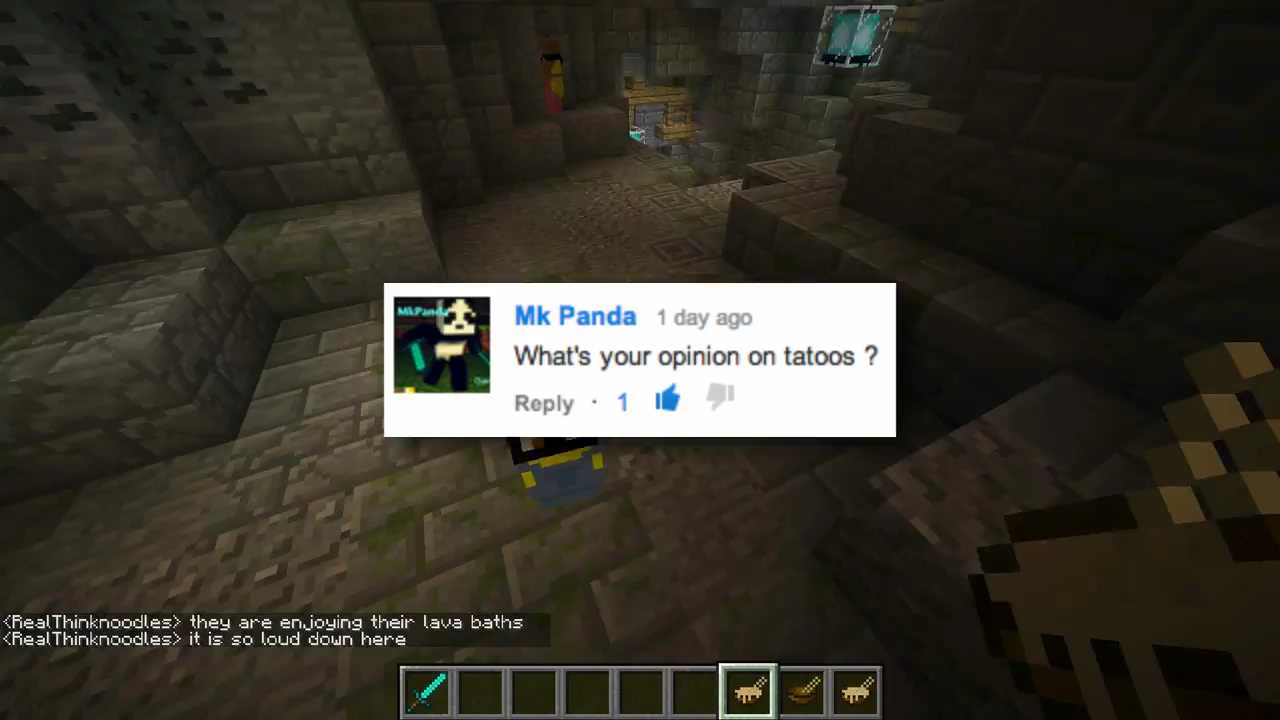 MkPanda
Mk Panda 1 day ago
What's your opinion on tatoos ?
Reply · 1
<RealThinknoodles> they are enjoying their lava baths
<RealThinknoodles> it is so loud down here